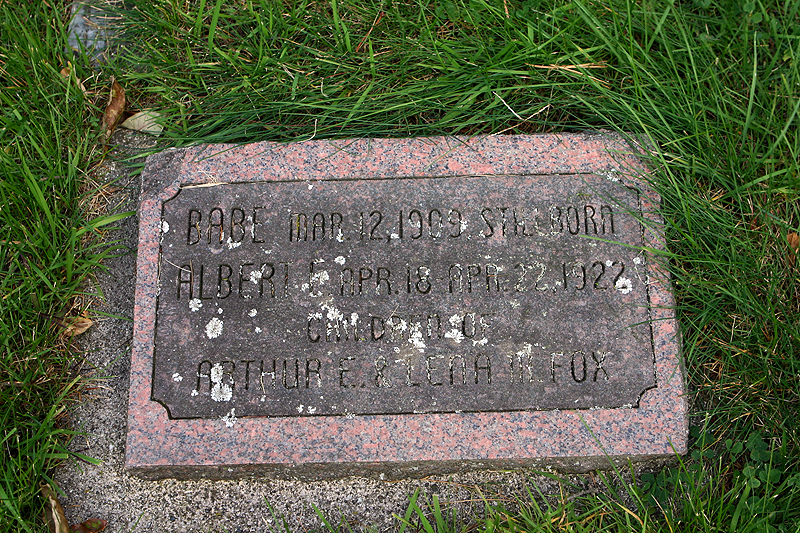 BABE MAR. 12, 1909. STILLBORN
ALBERT E. APR. 18 APR. 22, 1922
CHILDREN OF
ARTHUR E. & LENA M. FOX